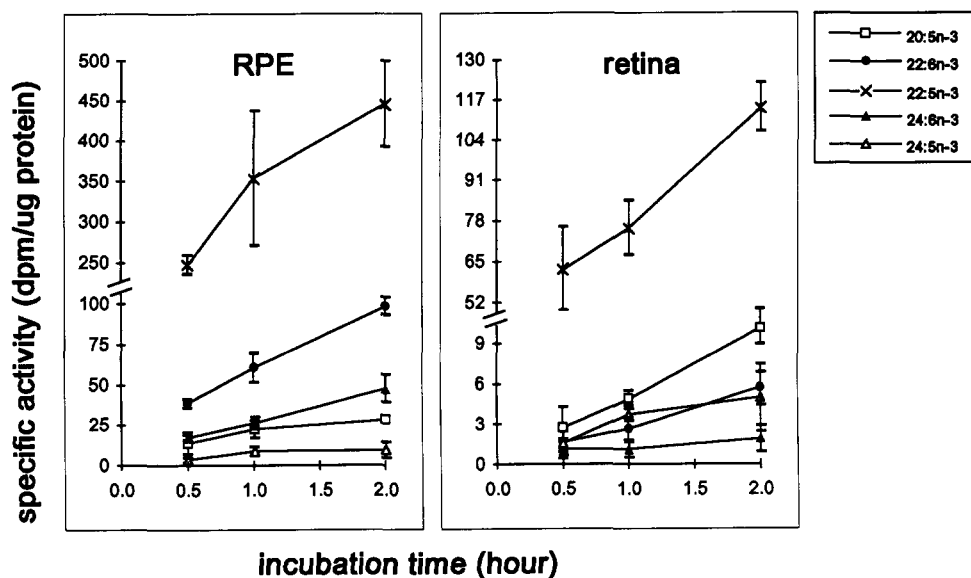 RPE
retina
specific activity (dpm/ug protein)
500
450
400
350
300
250
100
75
50
25
0
0.0 0.5 1.0 1.5 2.0
130
117
104
91
78
65
52
9
6
3
0
0.0 0.5 1.0 1.5 2.0
incubation time (hour)
20:5n-3
22:6n-3
22:5n-3
24:6n-3
24:5n-3